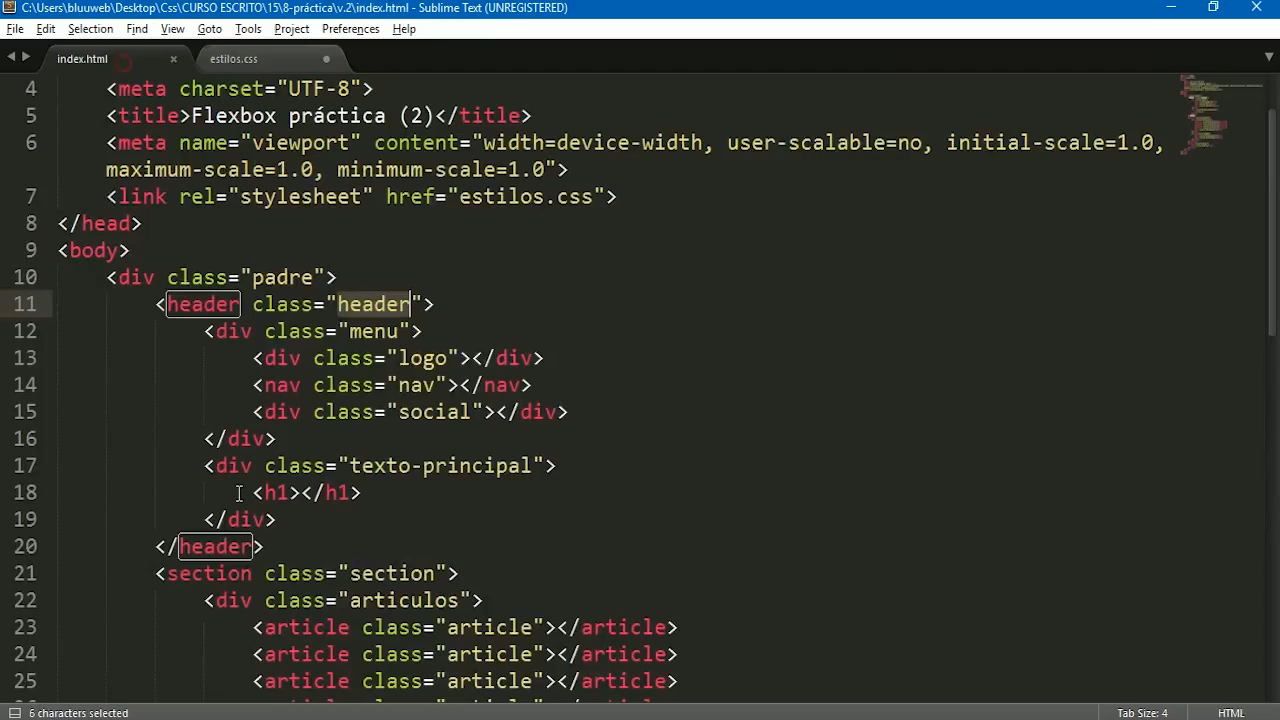 C:\Users\bluuweb\Desktop\Css\CURSO ESCRITO\15\8-práctica\v.2\index.html - Sublime Text (UNREGISTERED)
File Edit Selection Find View Goto Tools Project Preferences Help
index.html × estilos.css
4 <meta charset="UTF-8">
5 <title>Flexbox práctica (2)</title>
6 <meta name="viewport" content="width=device-width, user-scalable=no, initial-scale=1.0,
maximum-scale=1.0, minimum-scale=1.0">
7 <link rel="stylesheet" href="estilos.css">
8 </head>
9 <body>
10 <div class="padre">
11 <header class="header">
12 <div class="menu">
13 <div class="logo"></div>
14 <nav class="nav"></nav>
15 <div class="social"></div>
16 </div>
17 <div class="texto-principal">
18 <h1></h1>
19 </div>
20 </header>
21 <section class="section">
22 <div class="articulos">
23 <article class="article"></article>
24 <article class="article"></article>
25 <article class="article"></article>
6 characters selected Tab Size: 4 HTML